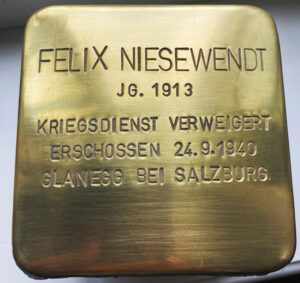 FELIX NIESEWENDT
JG. 1913
KRIEGSDIENST VERWEIGERT
ERSCHOSSEN 24.9.1940
GLANEGG BEI SALZBURG